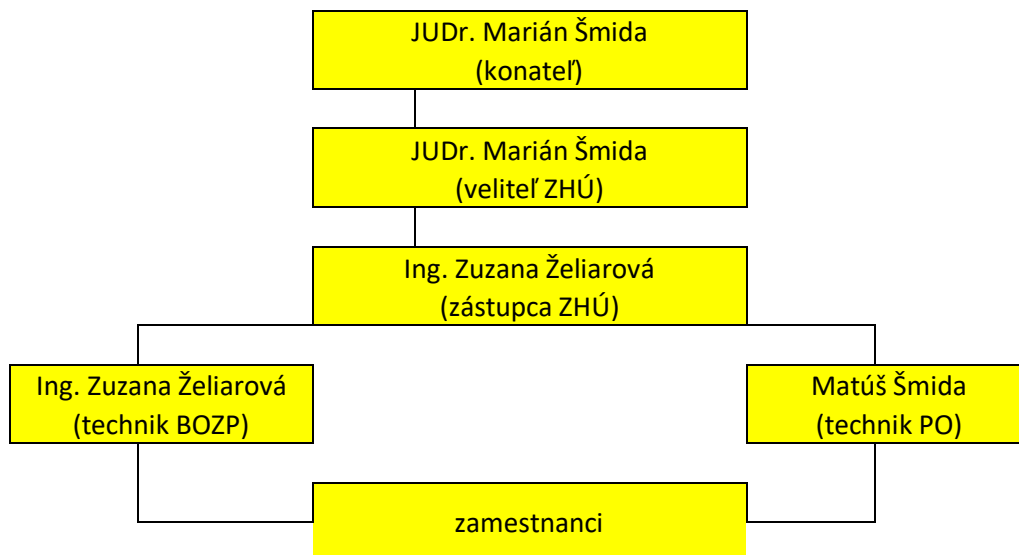 JUDr. Marián Šmida
(konateľ)
JUDr. Marián Šmida
(veliteľ ZHÚ)
Ing. Zuzana Želiarová
(zástupca ZHÚ)
Ing. Zuzana Želiarová
(technik BOZP)
Matúš Šmida
(technik PO)
zamestnanci